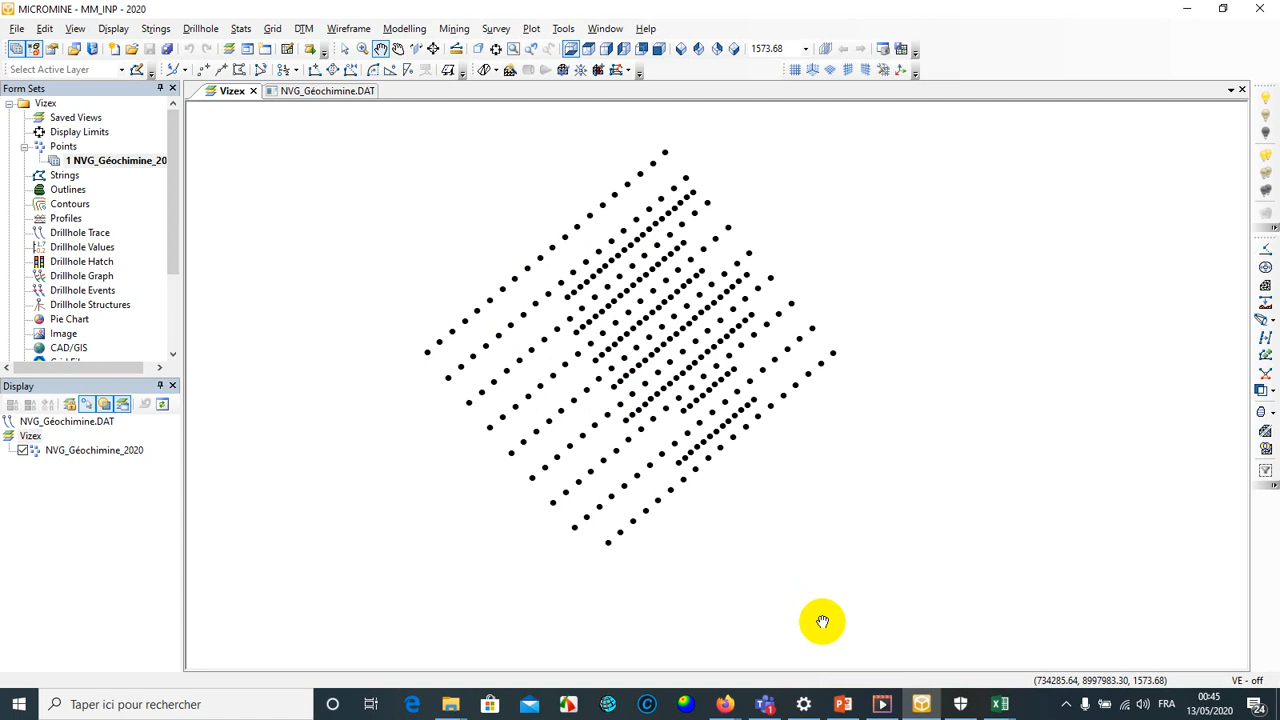 MICROMINE - MM_INP - 2020
File Edit View Display Strings Drillhole Stats Grid DTM Wireframe Modelling Mining Survey Plot Tools Window Help
1573.68
Select Active Layer
Form Sets
Vizex
NVG_Géochimine.DAT
Vizex
Saved Views
Display Limits
Points
1 NVG_Géochimine_20
Strings
Outlines
Contours
Profiles
Drillhole Trace
Drillhole Values
Drillhole Hatch
Drillhole Graph
Drillhole Events
Drillhole Structures
Pie Chart
Image
CAD/GIS
Display
NVG_Géochimine.DAT
Vizex
NVG_Géochimine_2020
(734285.64, 8997983.30, 1573.68) VE - off
Taper ici pour rechercher
FRA
00:45
13/05/2020
24